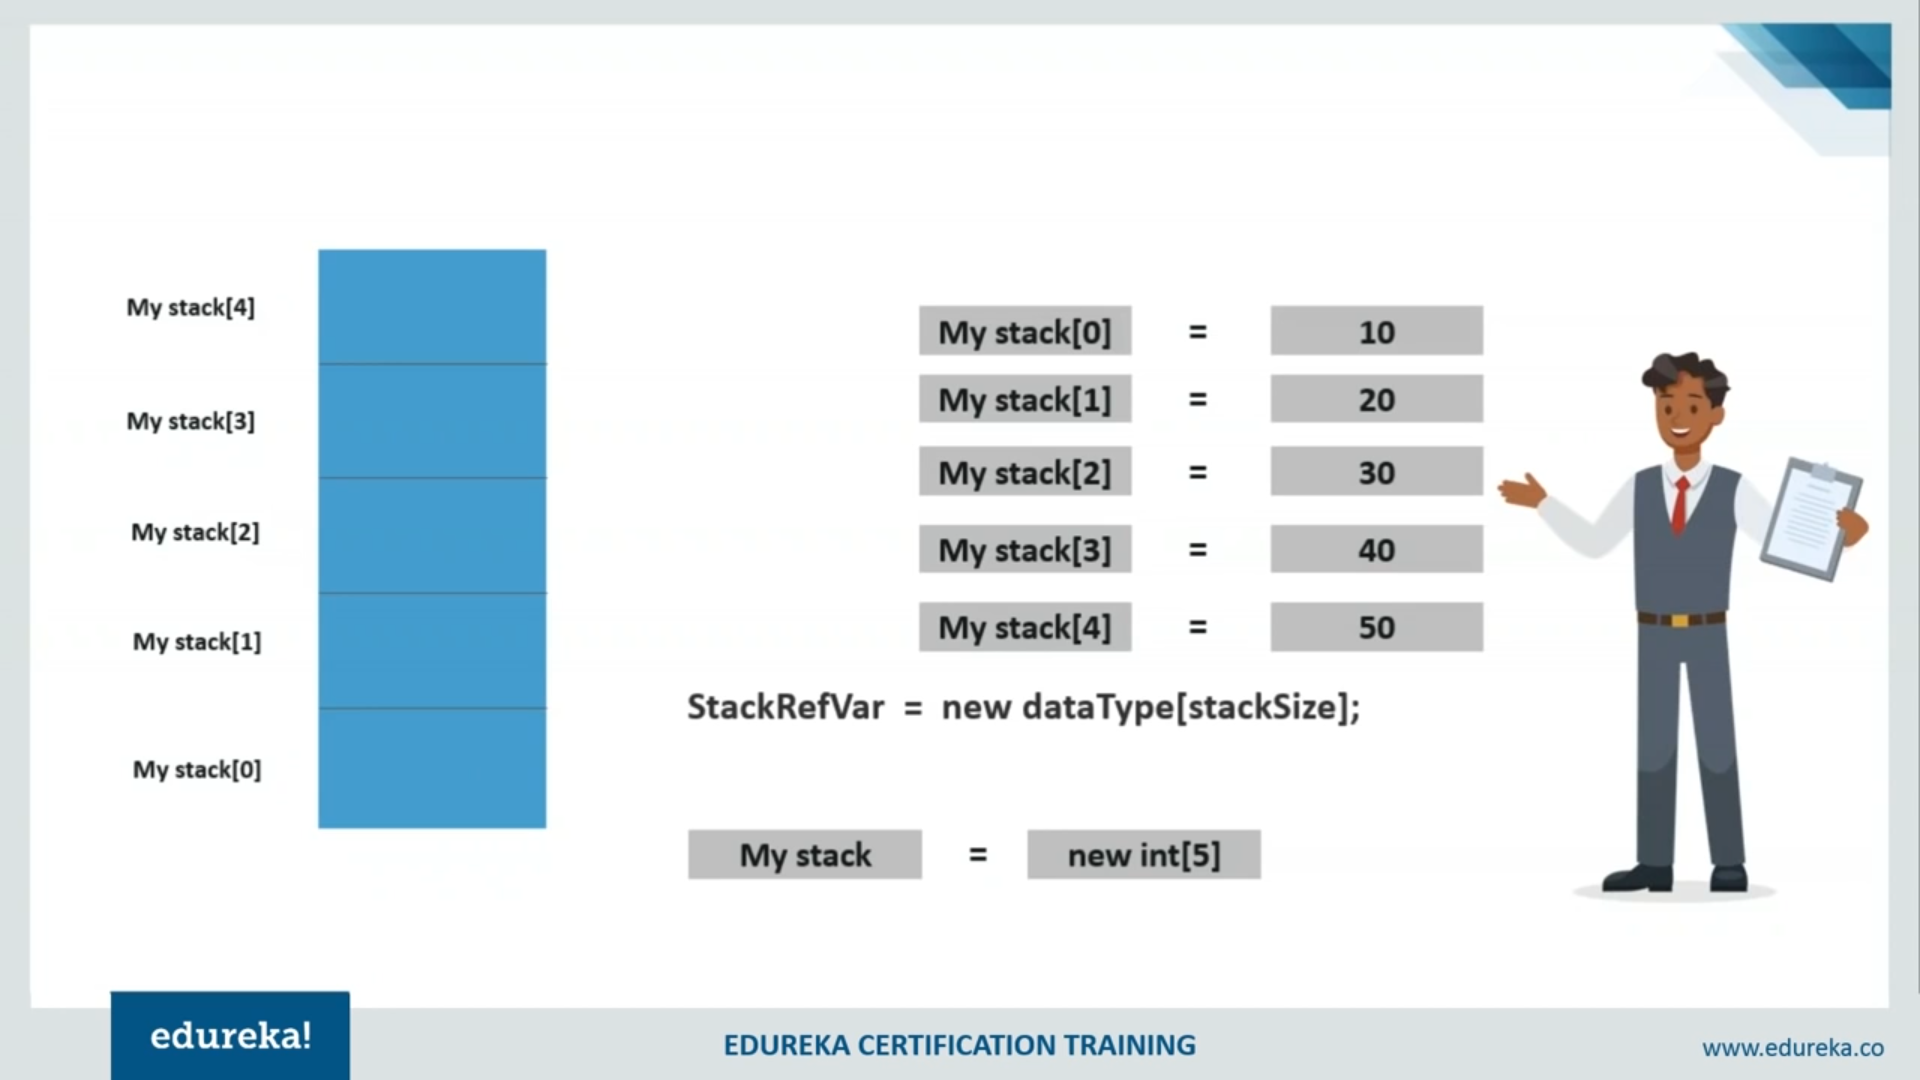 My stack[4]
My stack[3]
My stack[2]
My stack[1]
My stack[0]
My stack[0] = 10
My stack[1] = 20
My stack[2] = 30
My stack[3] = 40
My stack[4] = 50
StackRefVar = new dataType[stackSize];
My stack = new int[5]
edureka!
EDUREKA CERTIFICATION TRAINING
www.edureka.co